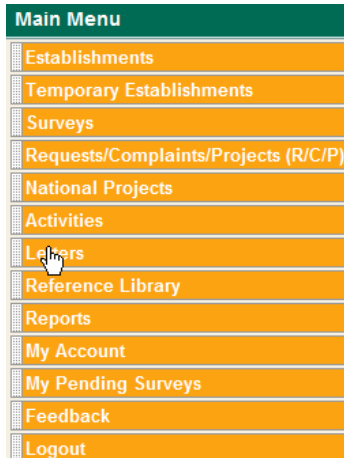 Main Menu
Establishments
Temporary Establishments
Surveys
Requests/Complaints/Projects (R/C/P)
National Projects
Activities
Letters
Reference Library
Reports
My Account
My Pending Surveys
Feedback
Logout